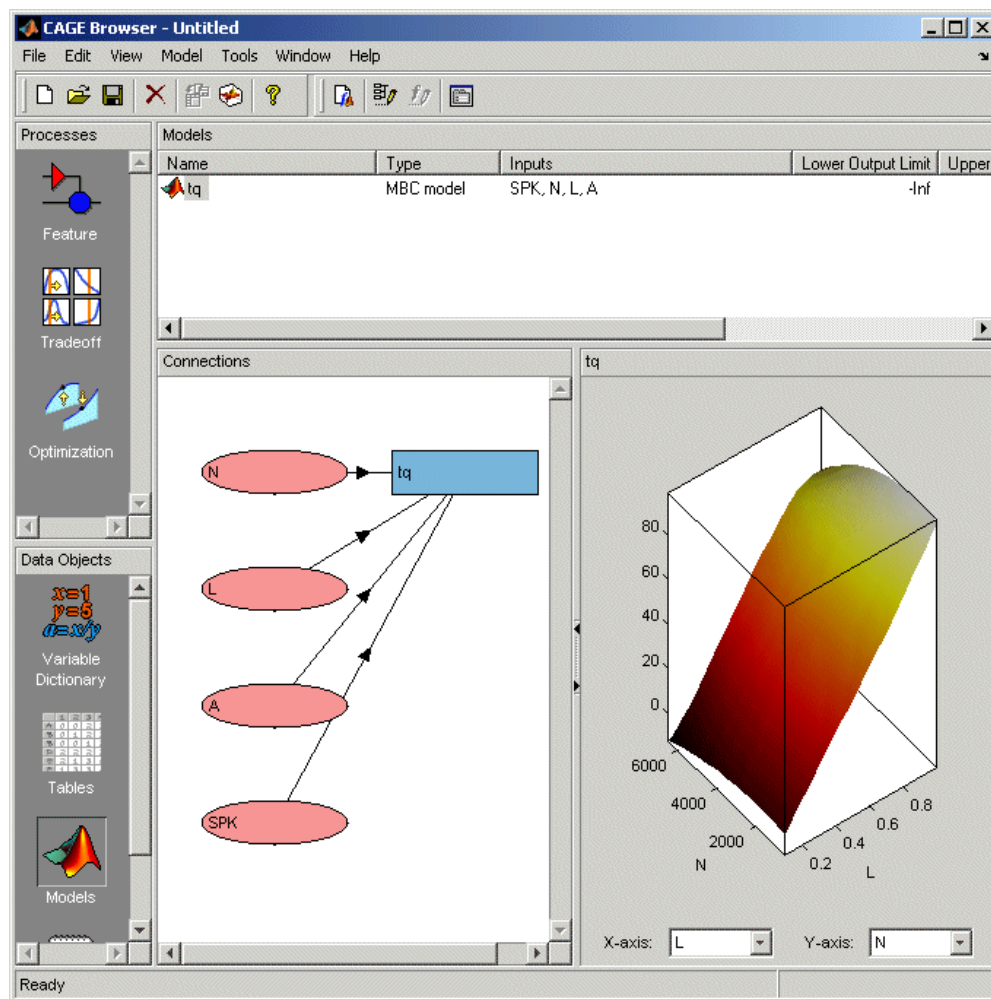 CAGE Browser - Untitled
File Edit View Model Tools Window Help
Processes
Feature
Tradeoff
Optimization
Data Objects
x=1
y=5
a=x/y
Variable
Dictionary
Tables
Models
Models
Name Type Inputs Lower Output Limit Upper
tq MBC model SPK, N, L, A -Inf
Connections
N
tq
L
A
SPK
tq
80
60
40
20
0
6000
4000
2000
N
0.2
0.4
0.6
0.8
L
X-axis: L Y-axis: N
Ready